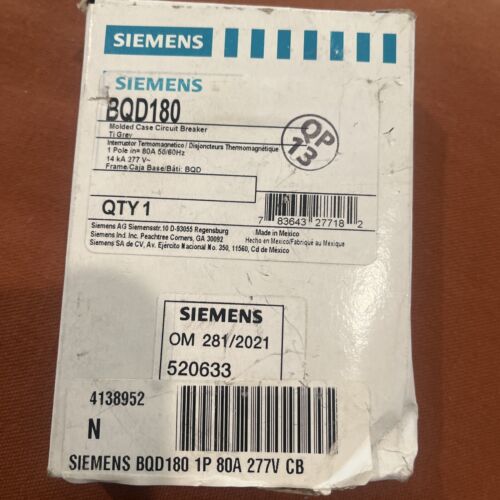 SIEMENS
SIEMENS
BQD180
Molded Case Circuit Breaker
Ti Grey
Interruptor Termomagnetico / Disjoncteurs Thermomagnétique
1 Pole in= 80A 50/60Hz
14 kA 277 V~
Frame/Caja Base/Bâti: BQD
QP
13
QTY 1
7 83643 27718 2
Siemens AG Siemensstr.10 D-93055 Regensburg
Siemens Ind. Inc. Peachtree Corners, GA 30092
Siemens SA de CV, Av. Ejército Nacional No. 350, 11560, Cd de México
Made in Mexico
Hecho en Mexico/Fabriqué au Mexique
SIEMENS
OM 281/2021
520633
4138952
N
SIEMENS BQD180 1P 80A 277V CB